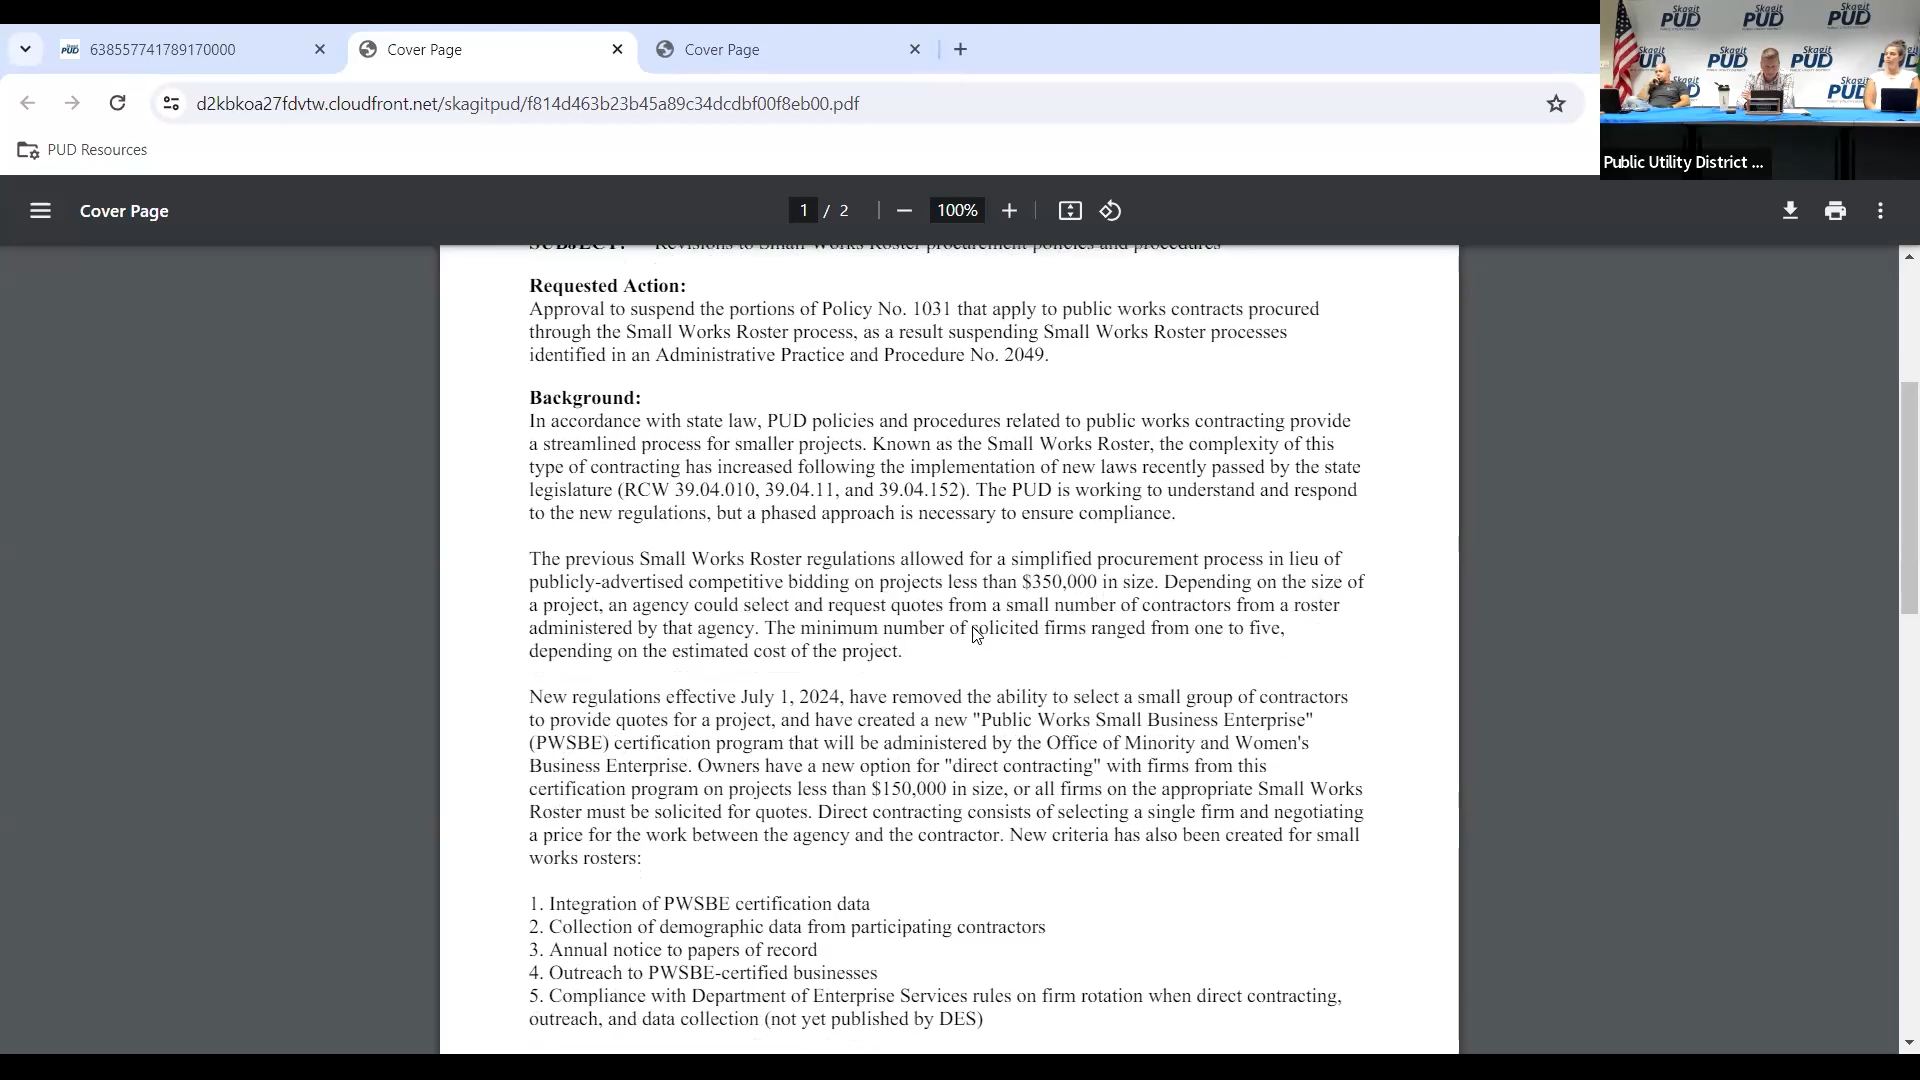 638557741789170000
Cover Page
Cover Page
d2kbkoa27fdvtw.cloudfront.net/skagitpud/f814d463b23b45a89c34dcdbf00f8eb00.pdf
PUD Resources
Skagit PUD
Skagit PUD
Skagit PUD
Public Utility District ...
Cover Page
1 / 2
100%
SUBJECT: Revisions to Small Works Roster procurement policies and procedures
Requested Action:
Approval to suspend the portions of Policy No. 1031 that apply to public works contracts procured
through the Small Works Roster process, as a result suspending Small Works Roster processes
identified in an Administrative Practice and Procedure No. 2049.
Background:
In accordance with state law, PUD policies and procedures related to public works contracting provide
a streamlined process for smaller projects. Known as the Small Works Roster, the complexity of this
type of contracting has increased following the implementation of new laws recently passed by the state
legislature (RCW 39.04.010, 39.04.11, and 39.04.152). The PUD is working to understand and respond
to the new regulations, but a phased approach is necessary to ensure compliance.
The previous Small Works Roster regulations allowed for a simplified procurement process in lieu of
publicly-advertised competitive bidding on projects less than $350,000 in size. Depending on the size of
a project, an agency could select and request quotes from a small number of contractors from a roster
administered by that agency. The minimum number of solicited firms ranged from one to five,
depending on the estimated cost of the project.
New regulations effective July 1, 2024, have removed the ability to select a small group of contractors
to provide quotes for a project, and have created a new "Public Works Small Business Enterprise"
(PWSBE) certification program that will be administered by the Office of Minority and Women's
Business Enterprise. Owners have a new option for "direct contracting" with firms from this
certification program on projects less than $150,000 in size, or all firms on the appropriate Small Works
Roster must be solicited for quotes. Direct contracting consists of selecting a single firm and negotiating
a price for the work between the agency and the contractor. New criteria has also been created for small
works rosters:
1. Integration of PWSBE certification data
2. Collection of demographic data from participating contractors
3. Annual notice to papers of record
4. Outreach to PWSBE-certified businesses
5. Compliance with Department of Enterprise Services rules on firm rotation when direct contracting,
outreach, and data collection (not yet published by DES)